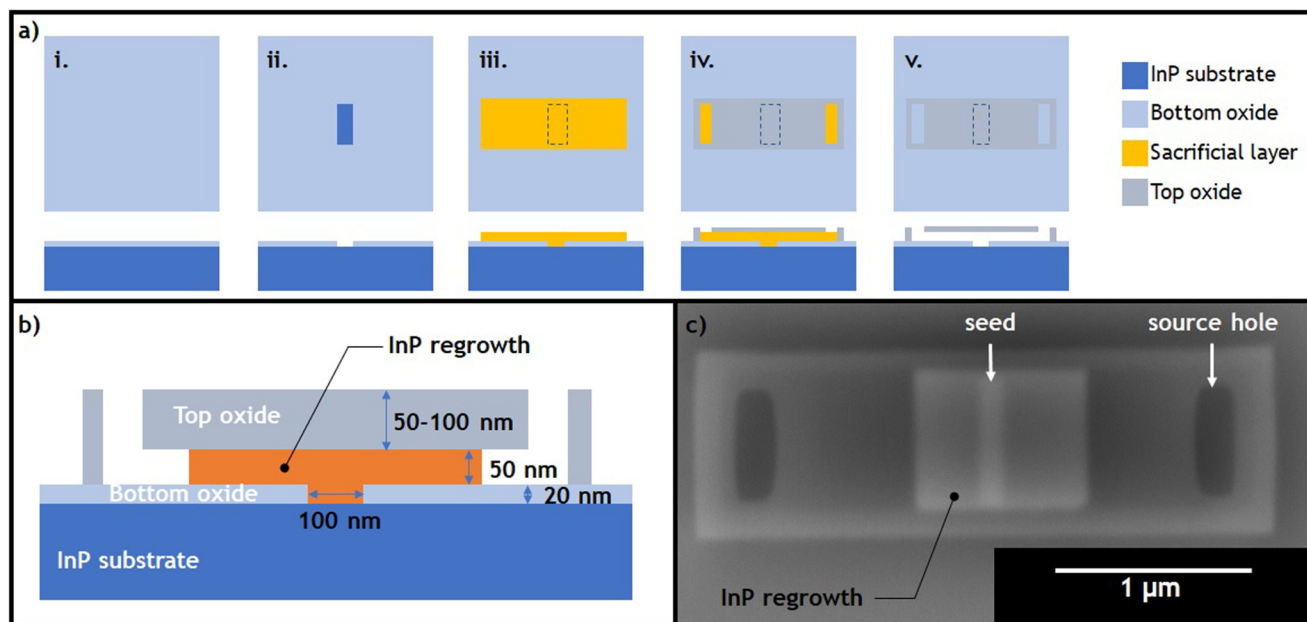 a)
i.
ii.
iii.
iv.
v.
InP substrate
Bottom oxide
Sacrificial layer
Top oxide
b)
InP regrowth
Top oxide
50-100 nm
50 nm
Bottom oxide
20 nm
100 nm
InP substrate
c)
seed
source hole
InP regrowth
1 μm